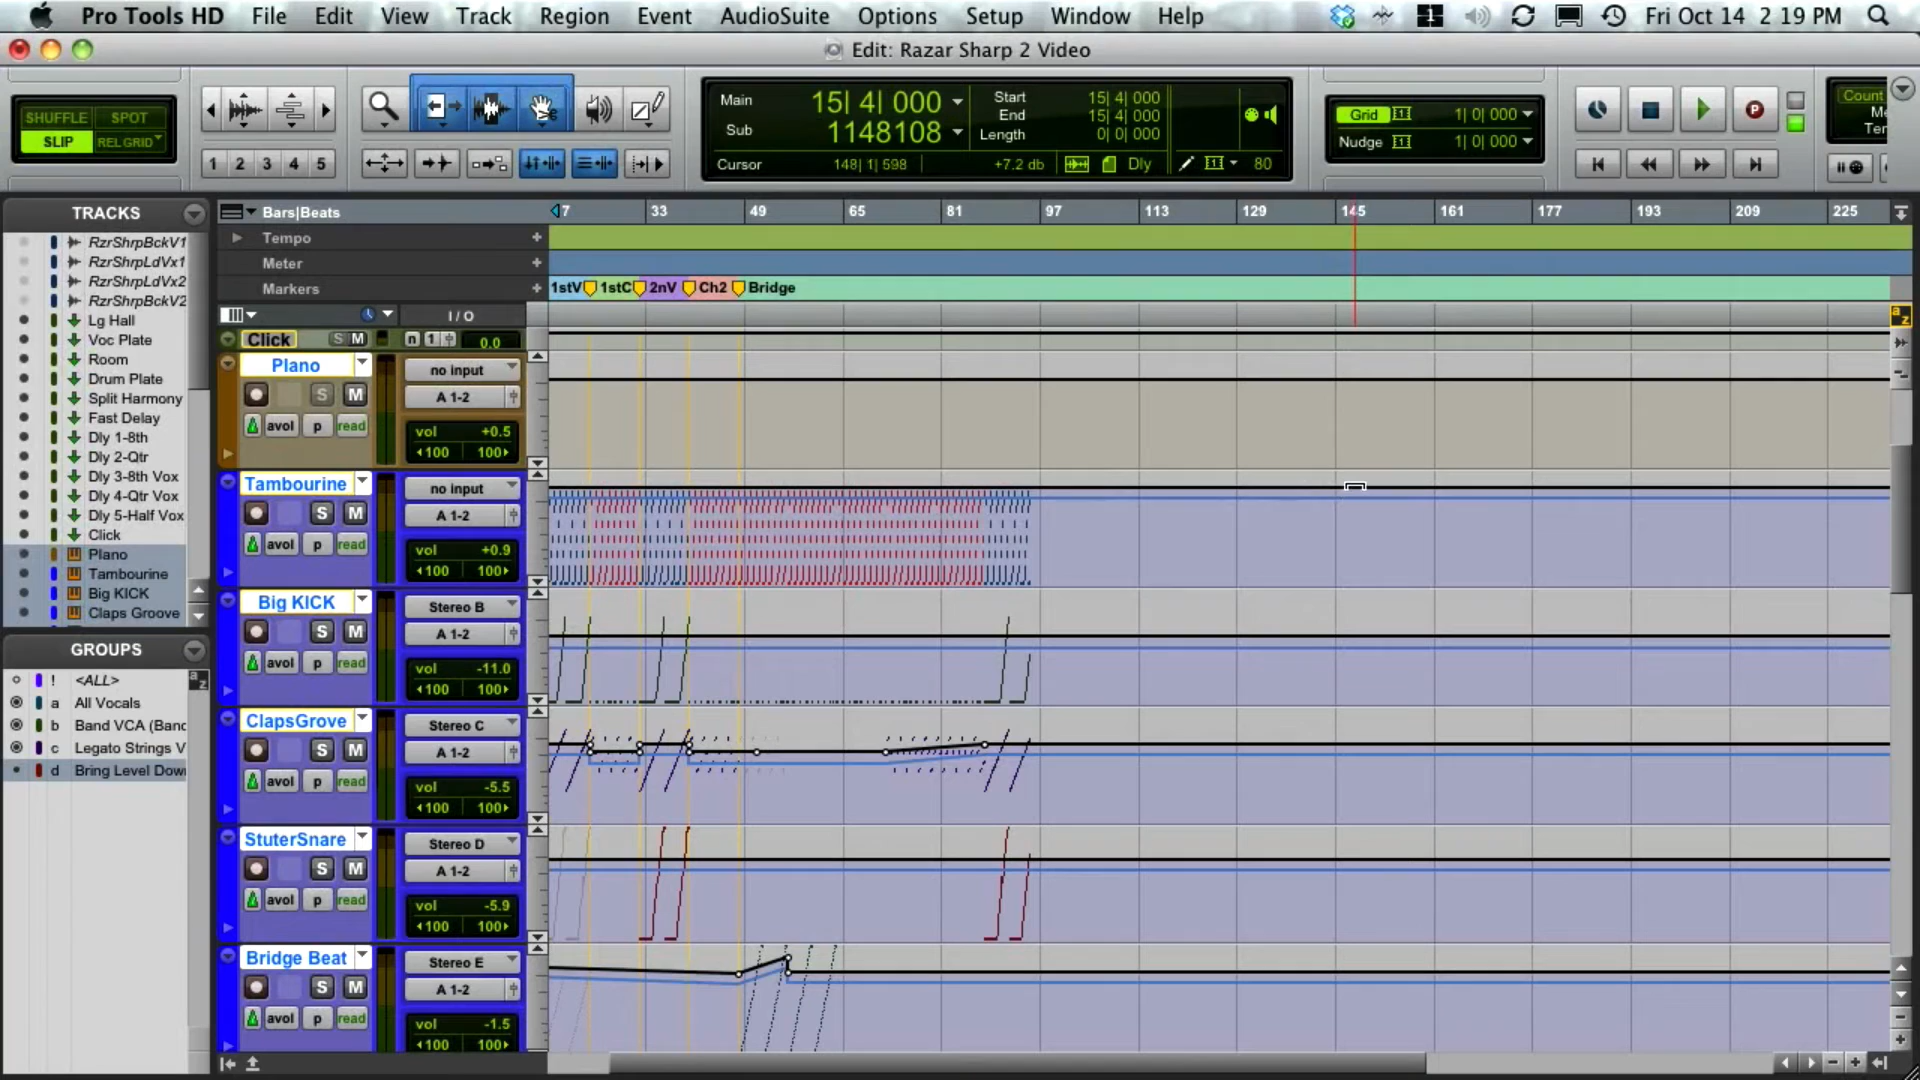 Pro Tools HD File Edit View Track Region Event AudioSuite Options Setup Window Help Fri Oct 14 2 19 PM
Edit: Razar Sharp 2 Video
SHUFFLE SPOT
SLIP REL GRID
1 2 3 4 5
Main 15| 4| 000
Sub 1148108
Start 15| 4| 000
End 15| 4| 000
Length 0| 0| 000
Cursor 148| 1| 598 +7.2 db Dly 80
Grid 1| 0| 000
Nudge 1| 0| 000
Count
TRACKS
RzrShrpBckV1
RzrShrpLdVx1
RzrShrpLdVx2
RzrShrpBckV2
Lg Hall
Voc Plate
Room
Drum Plate
Split Harmony
Fast Delay
Dly 1-8th
Dly 2-Qtr
Dly 3-8th Vox
Dly 4-Qtr Vox
Dly 5-Half Vox
Click
Plano
Tambourine
Big KICK
Claps Groove
GROUPS
! <ALL>
a All Vocals
b Band VCA (Band
c Legato Strings V
d Bring Level Dow
Bars|Beats 7 33 49 65 81 97 113 129 145 161 177 193 209 225
Tempo
Meter
Markers 1stV 1stC 2nV Ch2 Bridge
I / O
Click S M n 1 0.0
Plano no input
S M A 1-2
avol p read vol +0.5
100 100
Tambourine no input
S M A 1-2
avol p read vol +0.9
100 100
Big KICK Stereo B
S M A 1-2
avol p read vol -11.0
100 100
ClapsGrove Stereo C
S M A 1-2
avol p read vol -5.5
100 100
StuterSnare Stereo D
S M A 1-2
avol p read vol -5.9
100 100
Bridge Beat Stereo E
S M A 1-2
avol p read vol -1.5
100 100